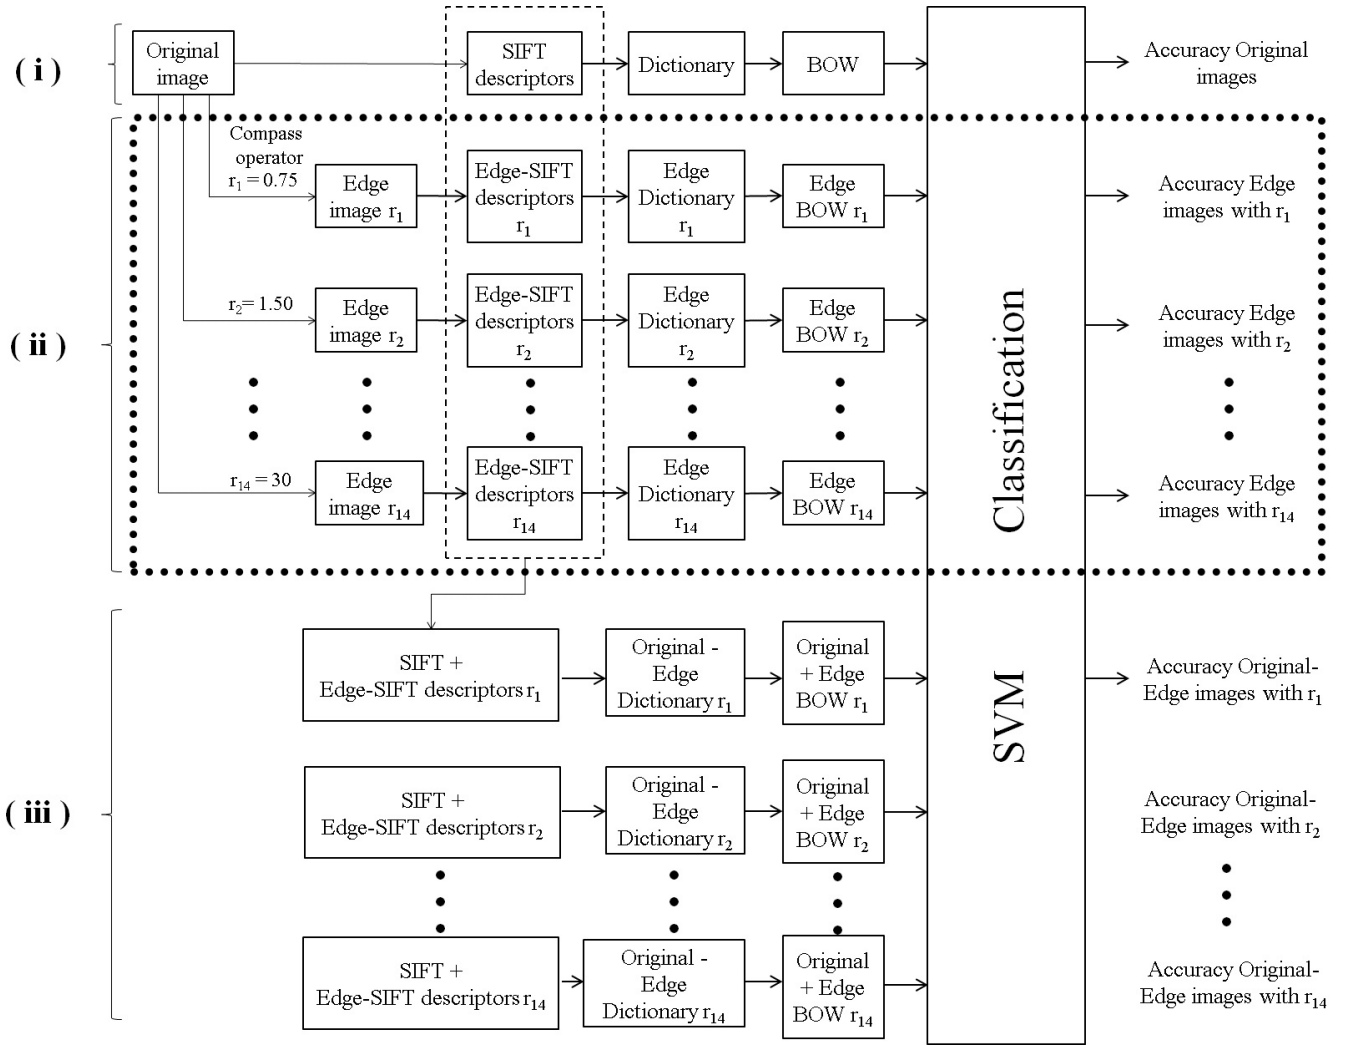 ( i )
Original
image
SIFT
descriptors
Dictionary
BOW
Accuracy Original
images
( ii )
Compass
operator
r1 = 0.75
Edge
image r1
Edge-SIFT
descriptors
r1
Edge
Dictionary
r1
Edge
BOW r1
Accuracy Edge
images with r1
r2= 1.50
Edge
image r2
Edge-SIFT
descriptors
r2
Edge
Dictionary
r2
Edge
BOW r2
Accuracy Edge
images with r2
r14 = 30
Edge
image r14
Edge-SIFT
descriptors
r14
Edge
Dictionary
r14
Edge
BOW r14
Accuracy Edge
images with r14
SVM Classification
( iii )
SIFT +
Edge-SIFT descriptors r1
Original -
Edge
Dictionary r1
Original
+ Edge
BOW r1
Accuracy Original-
Edge images with r1
SIFT +
Edge-SIFT descriptors r2
Original -
Edge
Dictionary r2
Original
+ Edge
BOW r2
Accuracy Original-
Edge images with r2
SIFT +
Edge-SIFT descriptors r14
Original -
Edge
Dictionary r14
Original
+ Edge
BOW r14
Accuracy Original-
Edge images with r14